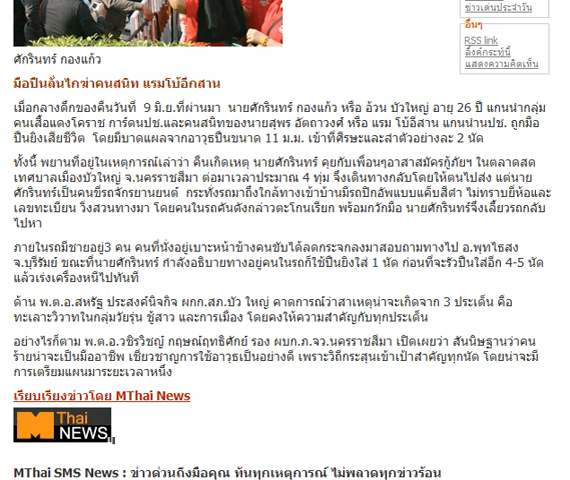 ข่าวเด่นประจำวัน
อื่นๆ
RSS link
ลิ้งค์กระทู้นี้
แสดงความคิดเห็น
ศักรินทร์ กองแก้ว
มือปืนลั่นไกฆ่าคนสนิท แรมโบ้อีสาน
เมื่อกลางดึกของคืนวันที่ 9 มิ.ย.ที่ผ่านมา นายศักรินทร์ กองแก้ว หรือ อ้วน บัวใหญ่ อายุ 26 ปี แกนนำกลุ่ม
คนเสื้อแดงโคราช การ์ดนปช.และคนสนิทของนายสุพร อัตถาวงศ์ หรือ แรม โบ้อีสาน แกนนำนปช. ถูกมือ
ปืนยิงเสียชีวิต โดยมีบาดแผลจากอาวุธปืนขนาด 11 ม.ม. เข้าที่ศีรษะและลำตัวอย่างละ 2 นัด
ทั้งนี้ พยานที่อยู่ในเหตุการณ์เล่าว่า คืนเกิดเหตุ นายศักรินทร์ คุยกับเพื่อนๆอาสาสมัครกู้ภัยฯ ในตลาดสด
เทศบาลเมืองบัวใหญ่ จ.นครราชสีมา ต่อมาเวลาประมาณ 4 ทุ่ม จึงเดินทางกลับโดยให้ตนไปส่ง แต่นาย
ศักรินทร์เป็นคนขี่รถจักรยานยนต์ กระทั่งรถมาถึงใกล้ทางเข้าบ้านมีรถปิกอัพแบบแค็บสีดำ ไม่ทราบยี่ห้อและ
เลขทะเบียน วิ่งสวนทางมา โดยคนในรถคันดังกล่าวตะโกนเรียก พร้อมกวักมือ นายศักรินทร์จึงเลี้ยวรถกลับ
ไปหา
ภายในรถมีชายอยู่3 คน คนที่นั่งอยู่เบาะหน้าข้างคนขับได้ลดกระจกลงมาสอบถามทางไป อ.พุทไธสง
จ.บุรีรัมย์ ขณะที่นายศักรินทร์ กำลังอธิบายทางอยู่คนในรถก็ใช้ปืนยิงใส่ 1 นัด ก่อนที่จะรัวปืนใส่อีก 4-5 นัด
แล้วเร่งเครื่องหนีไปทันที
ด้าน พ.ต.อ.สหรัฐ ประสงค์นิจกิจ ผกก.สภ.บัว ใหญ่ คาดการณ์ว่าสาเหตุน่าจะเกิดจาก 3 ประเด็น คือ
ทะเลาะวิวาทในกลุ่มวัยรุ่น ชู้สาว และการเมือง โดยคงให้ความสำคัญกับทุกประเด็น
อย่างไรก็ตาม พ.ต.อ.วชิรวิชญ์ กฤษณ์ฤทธิศักย์ รอง ผบก.ภ.จว.นครราชสีมา เปิดเผยว่า สันนิษฐานว่าคน
ร้ายน่าจะเป็นมืออาชีพ เชี่ยวชาญการใช้อาวุธเป็นอย่างดี เพราะวิถีกระสุนเข้าเป้าสำคัญทุกนัด โดยน่าจะมี
การเตรียมแผนมาระยะเวลาหนึ่ง
เรียบเรียงข่าวโดย MThai News
M Thai NEWS
MThai SMS News : ข่าวด่วนถึงมือคุณ ทันทุกเหตุการณ์ ไม่พลาดทุกข่าวร้อน